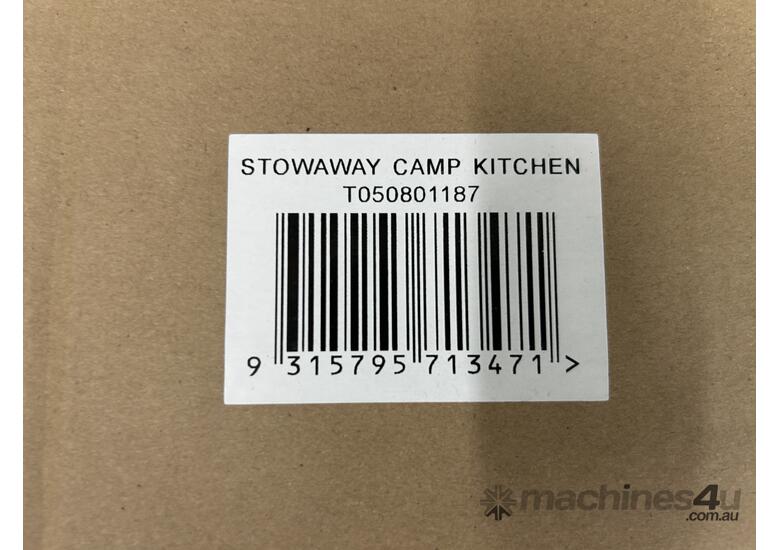 STOWAWAY CAMP KITCHEN
T050801187
9 315795 713471 >
machines4u
.com.au